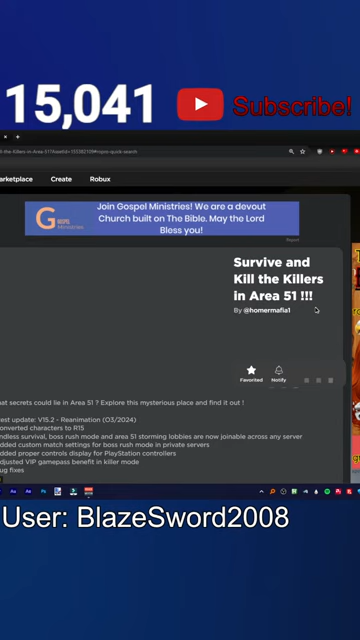 15,041
Subscribe!
Marketplace Create Robux
GOSPEL
Ministries
Join Gospel Ministries! We are a devout
Church built on The Bible. May the Lord
Bless you!
Report
Survive and
Kill the Killers
in Area 51 !!!
By @homermafia1
Favorited Notify
at secrets could lie in Area 51 ? Explore this mysterious place and find it out !
est update: V15.2 - Reanimation (03/2024)
onverted characters to R15
ndless survival, boss rush mode and area 51 storming lobbies are now joinable across any server
dded custom match settings for boss rush mode in private servers
dded proper controls display for PlayStation controllers
djusted VIP gamepass benefit in killer mode
ug fixes
User: BlazeSword2008